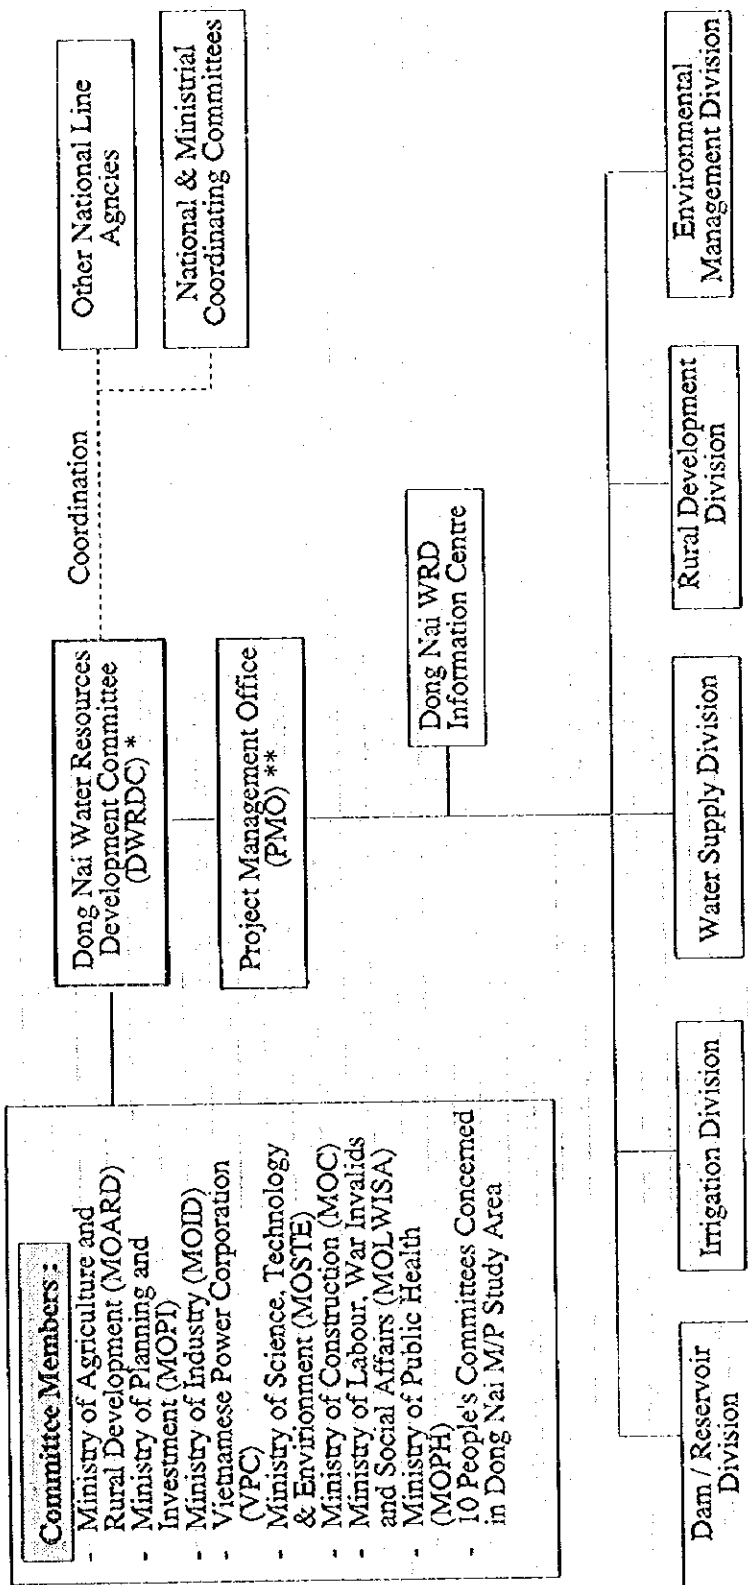 Committee Members :
- Ministry of Agriculture and
Rural Development (MOARD)
- Ministry of Planning and
Investment (MOPI)
- Ministry of Industry (MOID)
- Vietnamese Power Corporation
(VPC)
- Ministry of Science, Technology
& Envirionment (MOSTE)
- Ministry of Construction (MOC)
- Ministry of Labour, War Invalids
and Social Affairs (MOLWISA)
- Ministry of Public Health
(MOPH)
- 10 People's Committees Concerned
in Dong Nai M/P Study Area
Dong Nai Water Resources
Development Committee
(DWRDC) *
Coordination
Other National Line
Agncies
National & Ministrial
Coordinating Committees
Project Management Office
(PMO) **
Dong Nai WRD
Information Centre
Dam / Reservoir
Division
Irrigation Division
Water Supply Division
Rural Development
Division
Environmental
Management Division